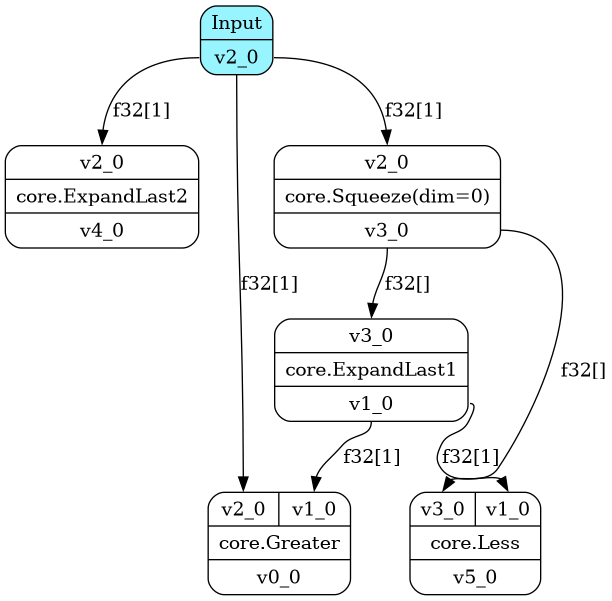 Input
v2_0
f32[1]
f32[1]
v2_0
core.ExpandLast2
v4_0
v2_0
core.Squeeze(dim=0)
v3_0
f32[1]
f32[]
v3_0
core.ExpandLast1
v1_0
f32[]
f32[1]
f32[1]
v2_0 v1_0
core.Greater
v0_0
v3_0 v1_0
core.Less
v5_0